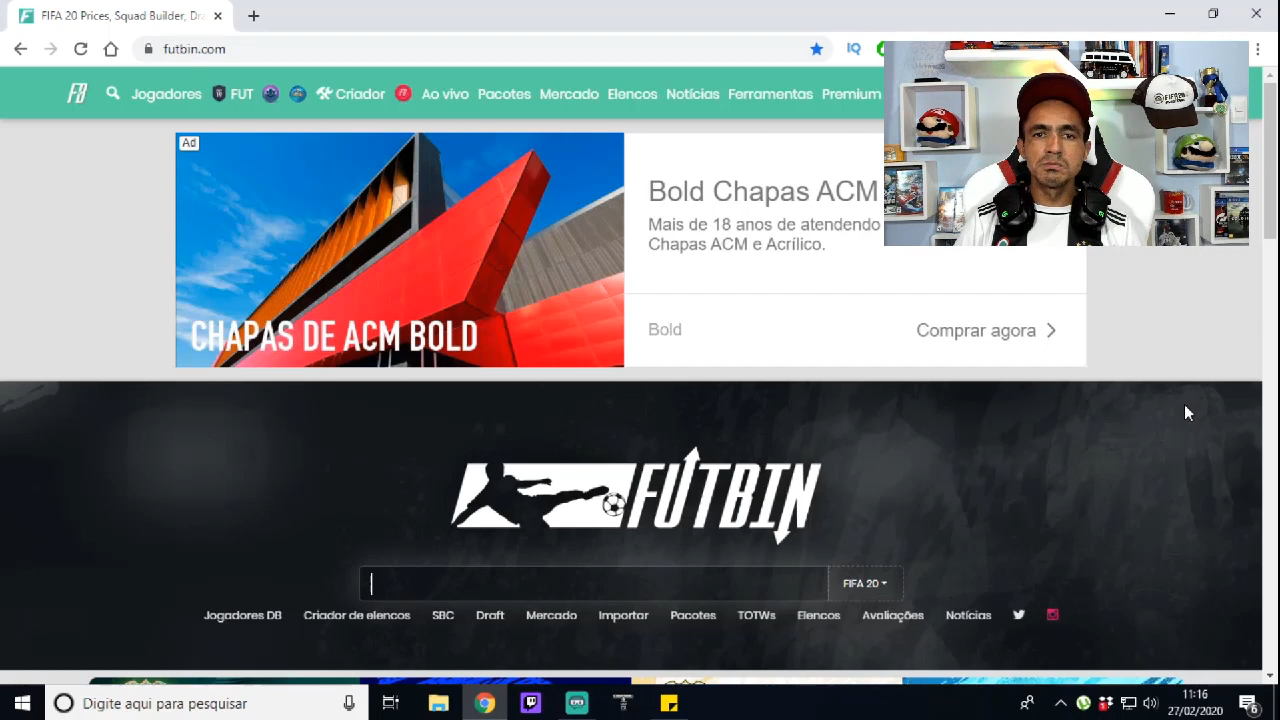 FIFA 20 Prices, Squad Builder, Dra
futbin.com
IQ
Jogadores
FUT
Criador
Ao vivo
Pacotes
Mercado
Elencos
Notícias
Ferramentas
Premium
Ad
CHAPAS DE ACM BOLD
Bold Chapas ACM
Mais de 18 anos de atendendo
Chapas ACM e Acrílico.
Bold
Comprar agora
FUTBIN
FIFA 20
Jogadores DB
Criador de elencos
SBC
Draft
Mercado
Importar
Pacotes
TOTWs
Elencos
Avaliações
Notícias
Digite aqui para pesquisar
11:16
27/02/2020
6